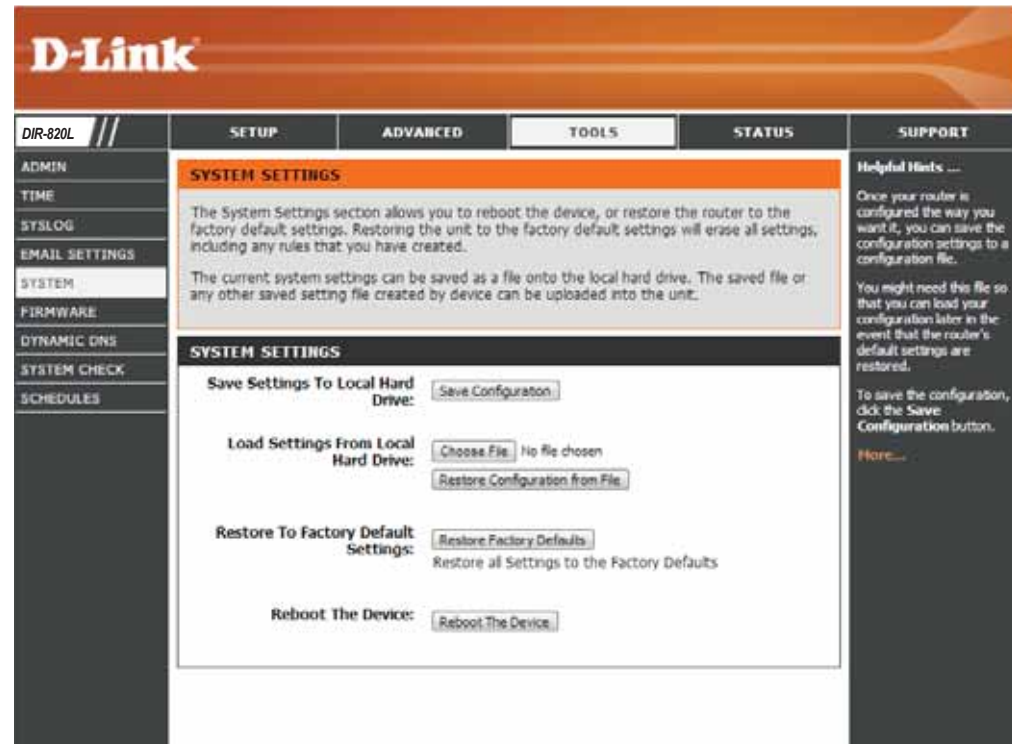 D-Link
DIR-820L
SETUP
ADVANCED
TOOLS
STATUS
SUPPORT
ADMIN
TIME
SYSLOG
EMAIL SETTINGS
SYSTEM
FIRMWARE
DYNAMIC DNS
SYSTEM CHECK
SCHEDULES
SYSTEM SETTINGS
The System Settings section allows you to reboot the device, or restore the router to the
factory default settings. Restoring the unit to the factory default settings will erase all settings,
including any rules that you have created.
The current system settings can be saved as a file onto the local hard drive. The saved file or
any other saved setting file created by device can be uploaded into the unit.
SYSTEM SETTINGS
Save Settings To Local Hard
Drive:
Save Configuration
Load Settings From Local
Hard Drive:
Choose File No file chosen
Restore Configuration from File
Restore To Factory Default
Settings:
Restore Factory Defaults
Restore all Settings to the Factory Defaults
Reboot The Device:
Reboot The Device
Helpful Hints ...
Once your router is
configured the way you
want it, you can save the
configuration settings to a
configuration file.
You might need this file so
that you can load your
configuration later in the
event that the router's
default settings are
restored.
To save the configuration,
click the Save
Configuration button.
More...